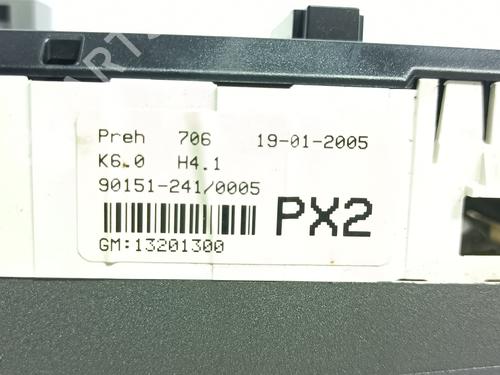 Preh 706 19-01-2005
K6.0 H4.1
90151-241/0005
PX2
GM:13201300